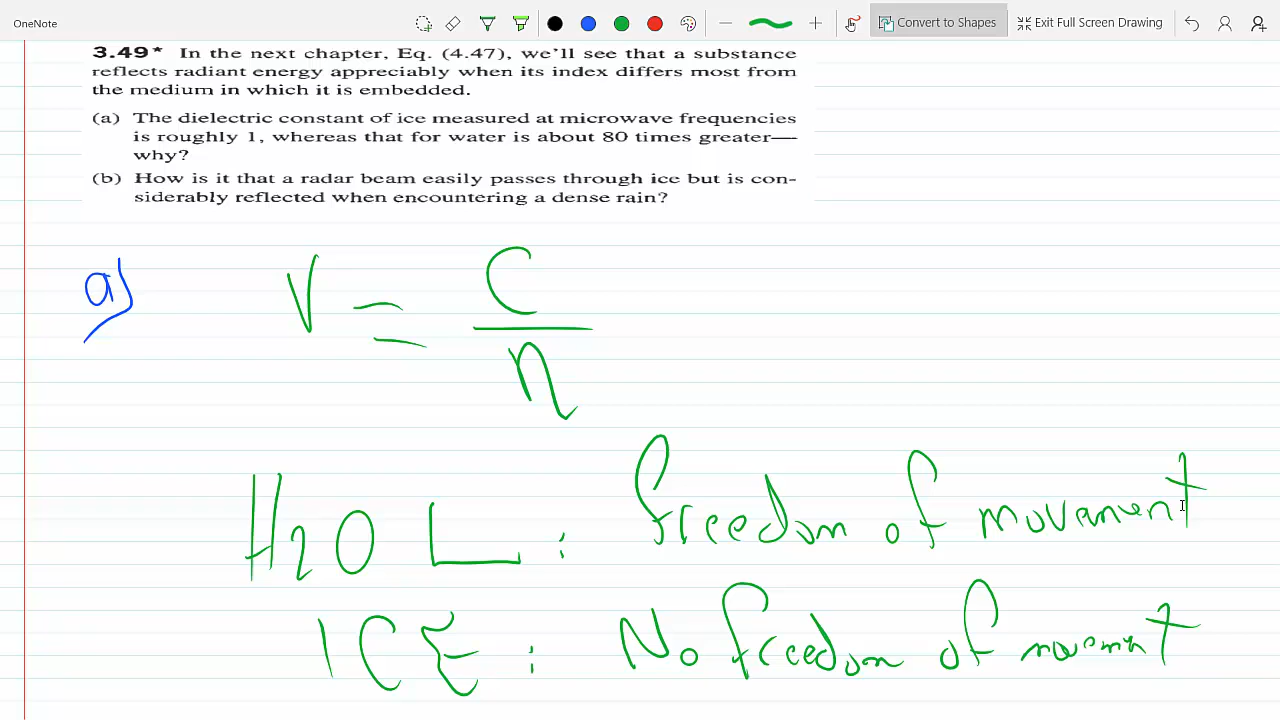 OneNote
Convert to Shapes
Exit Full Screen Drawing
3.49* In the next chapter, Eq. (4.47), we'll see that a substance
reflects radiant energy appreciably when its index differs most from
the medium in which it is embedded.
(a) The dielectric constant of ice measured at microwave frequencies
is roughly 1, whereas that for water is about 80 times greater—
why?
(b) How is it that a radar beam easily passes through ice but is con-
siderably reflected when encountering a dense rain?
a)
V = C
η
H2O L : freedom of movement
ICE : No freedom of movement